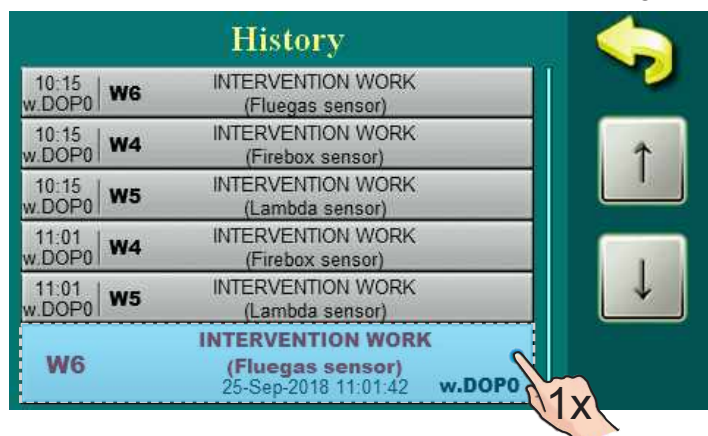 History
10:15
w.DOP0
W6
INTERVENTION WORK
(Fluegas sensor)
10:15
w.DOP0
W4
INTERVENTION WORK
(Firebox sensor)
10:15
w.DOP0
W5
INTERVENTION WORK
(Lambda sensor)
11:01
w.DOP0
W4
INTERVENTION WORK
(Firebox sensor)
11:01
w.DOP0
W5
INTERVENTION WORK
(Lambda sensor)
W6
INTERVENTION WORK
(Fluegas sensor)
25-Sep-2018 11:01:42 w.DOP0
1x